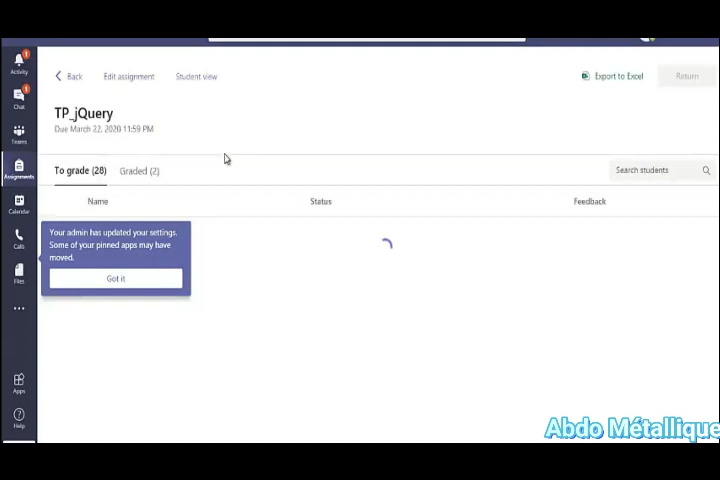 Activity
Chat
Teams
Assignments
Calendar
Calls
Files
Apps
Help
Back
Edit assignment
Student view
Export to Excel
Return
TP_jQuery
Due March 22, 2020 11:59 PM
To grade (28)
Graded (2)
Search students
Name
Status
Feedback
Your admin has updated your settings.
Some of your pinned apps may have
moved.
Got it
Abdo Métallique